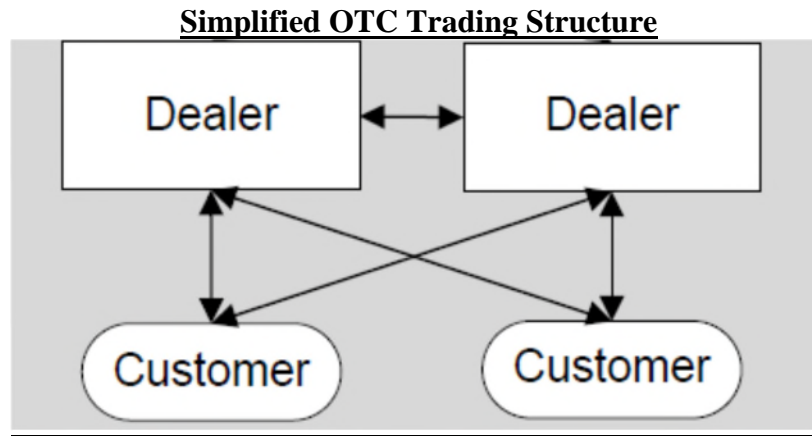 Simplified OTC Trading Structure
Dealer
Dealer
Customer
Customer